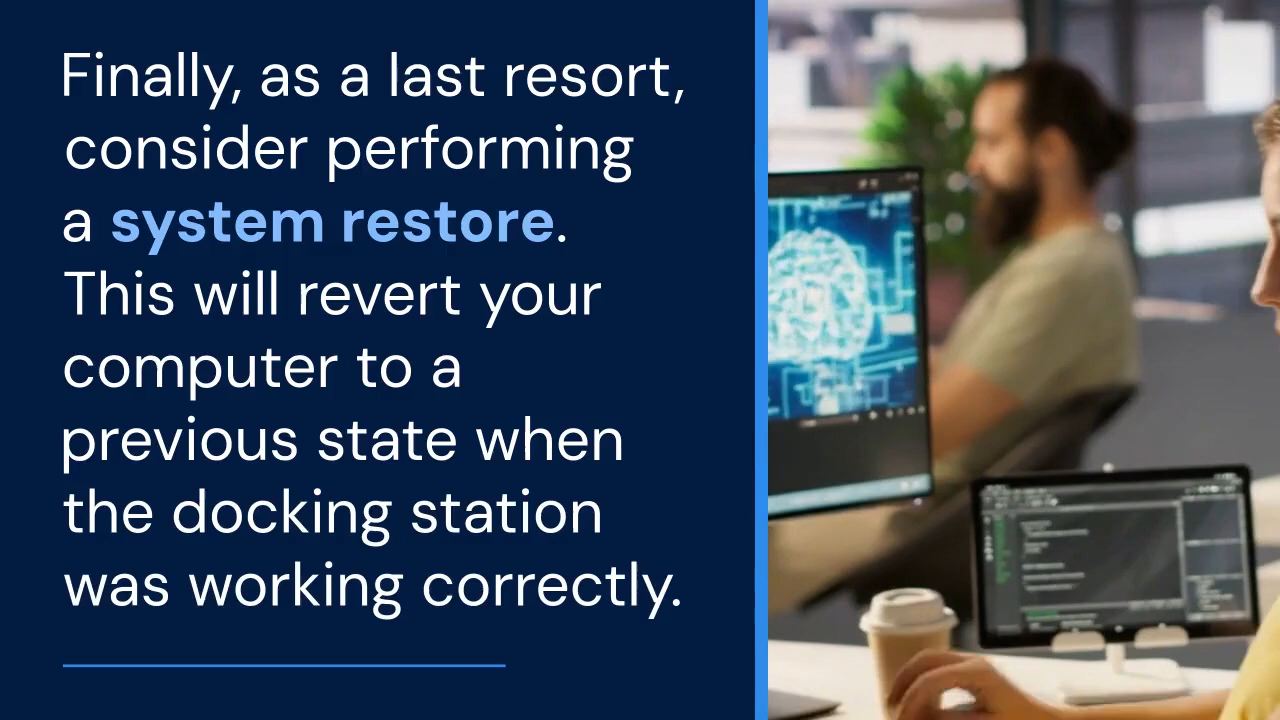 Finally, as a last resort,
consider performing
a system restore.
This will revert your
computer to a
previous state when
the docking station
was working correctly.